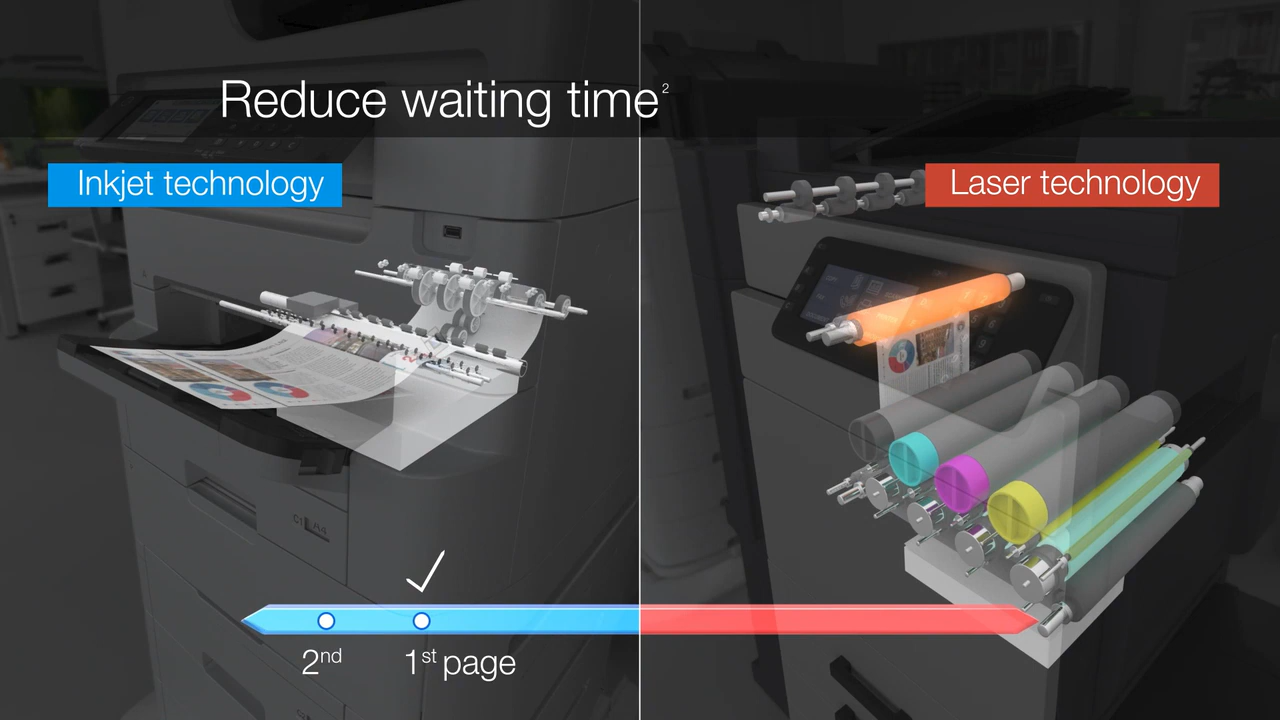 Reduce waiting time²
Inkjet technology
Laser technology
2nd
1st page